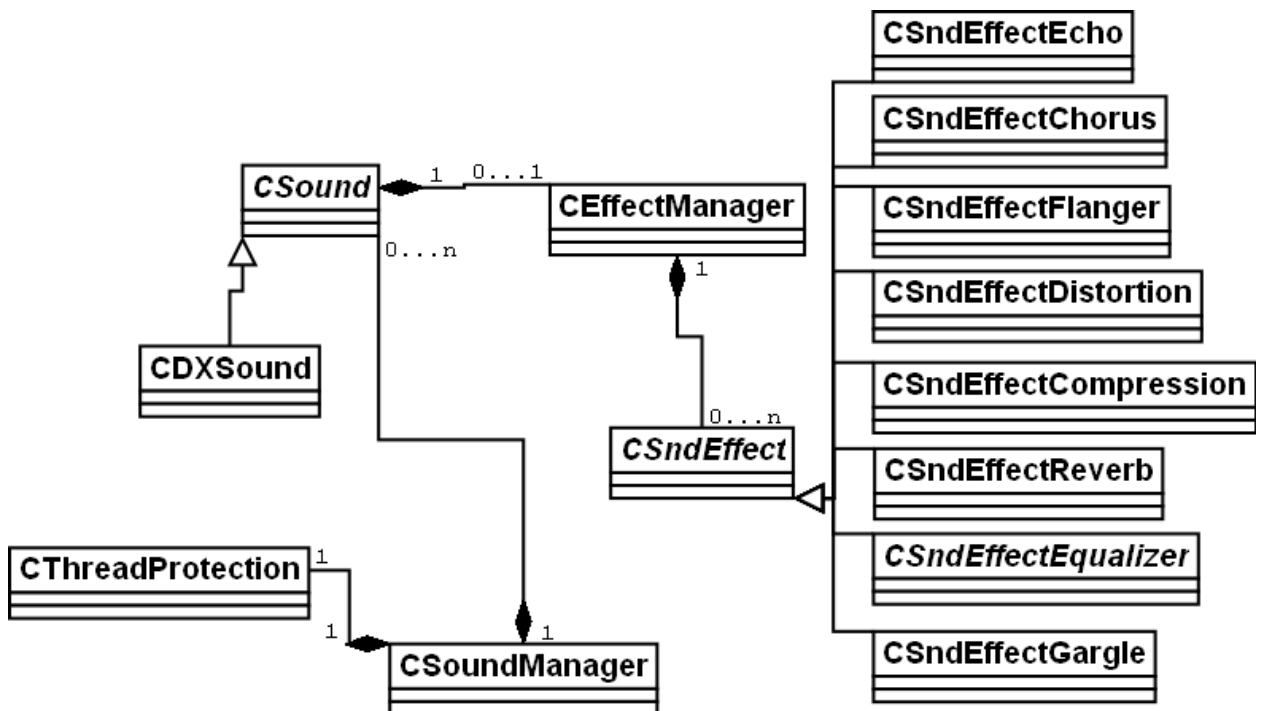 CSndEffectEcho
CSndEffectChorus
CSound
1
0...1
CEffectManager
CSndEffectFlanger
0...n
1
CSndEffectDistortion
CDXSound
CSndEffectCompression
0...n
CSndEffect
CSndEffectReverb
CThreadProtection
1
CSndEffectEqualizer
1
1
CSoundManager
CSndEffectGargle